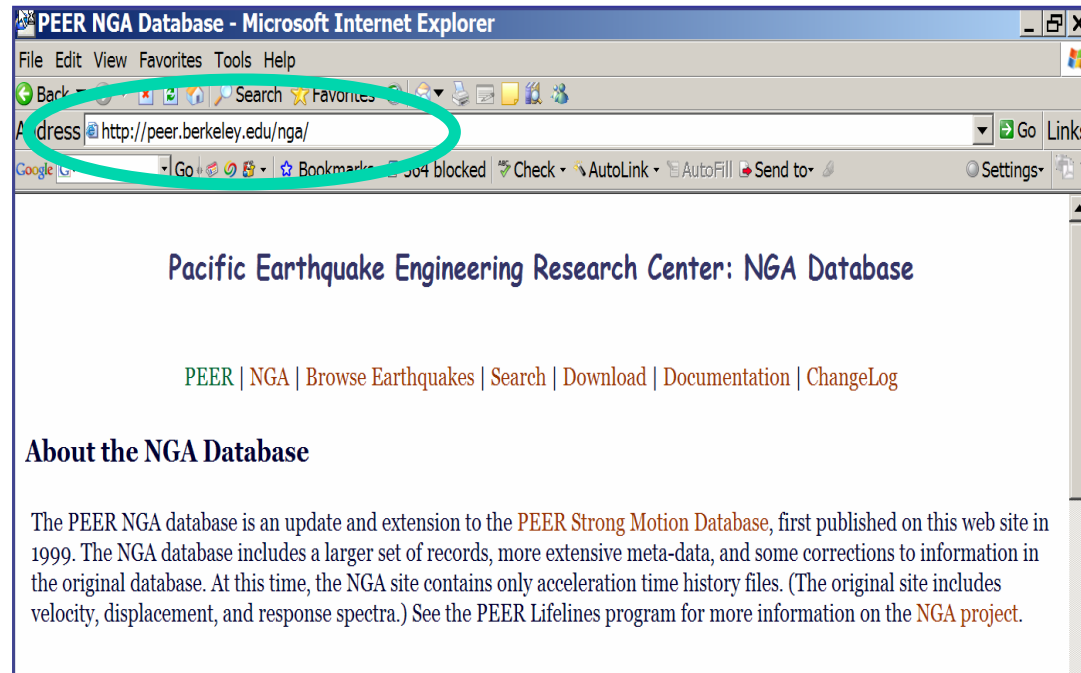 PEER NGA Database - Microsoft Internet Explorer
File Edit View Favorites Tools Help
Back Search Favorites
Address http://peer.berkeley.edu/nga/ Go Links
Google G Go Bookmarks 564 blocked Check AutoLink AutoFill Send to Settings
Pacific Earthquake Engineering Research Center: NGA Database
PEER | NGA | Browse Earthquakes | Search | Download | Documentation | ChangeLog
About the NGA Database
The PEER NGA database is an update and extension to the PEER Strong Motion Database, first published on this web site in
1999. The NGA database includes a larger set of records, more extensive meta-data, and some corrections to information in
the original database. At this time, the NGA site contains only acceleration time history files. (The original site includes
velocity, displacement, and response spectra.) See the PEER Lifelines program for more information on the NGA project.